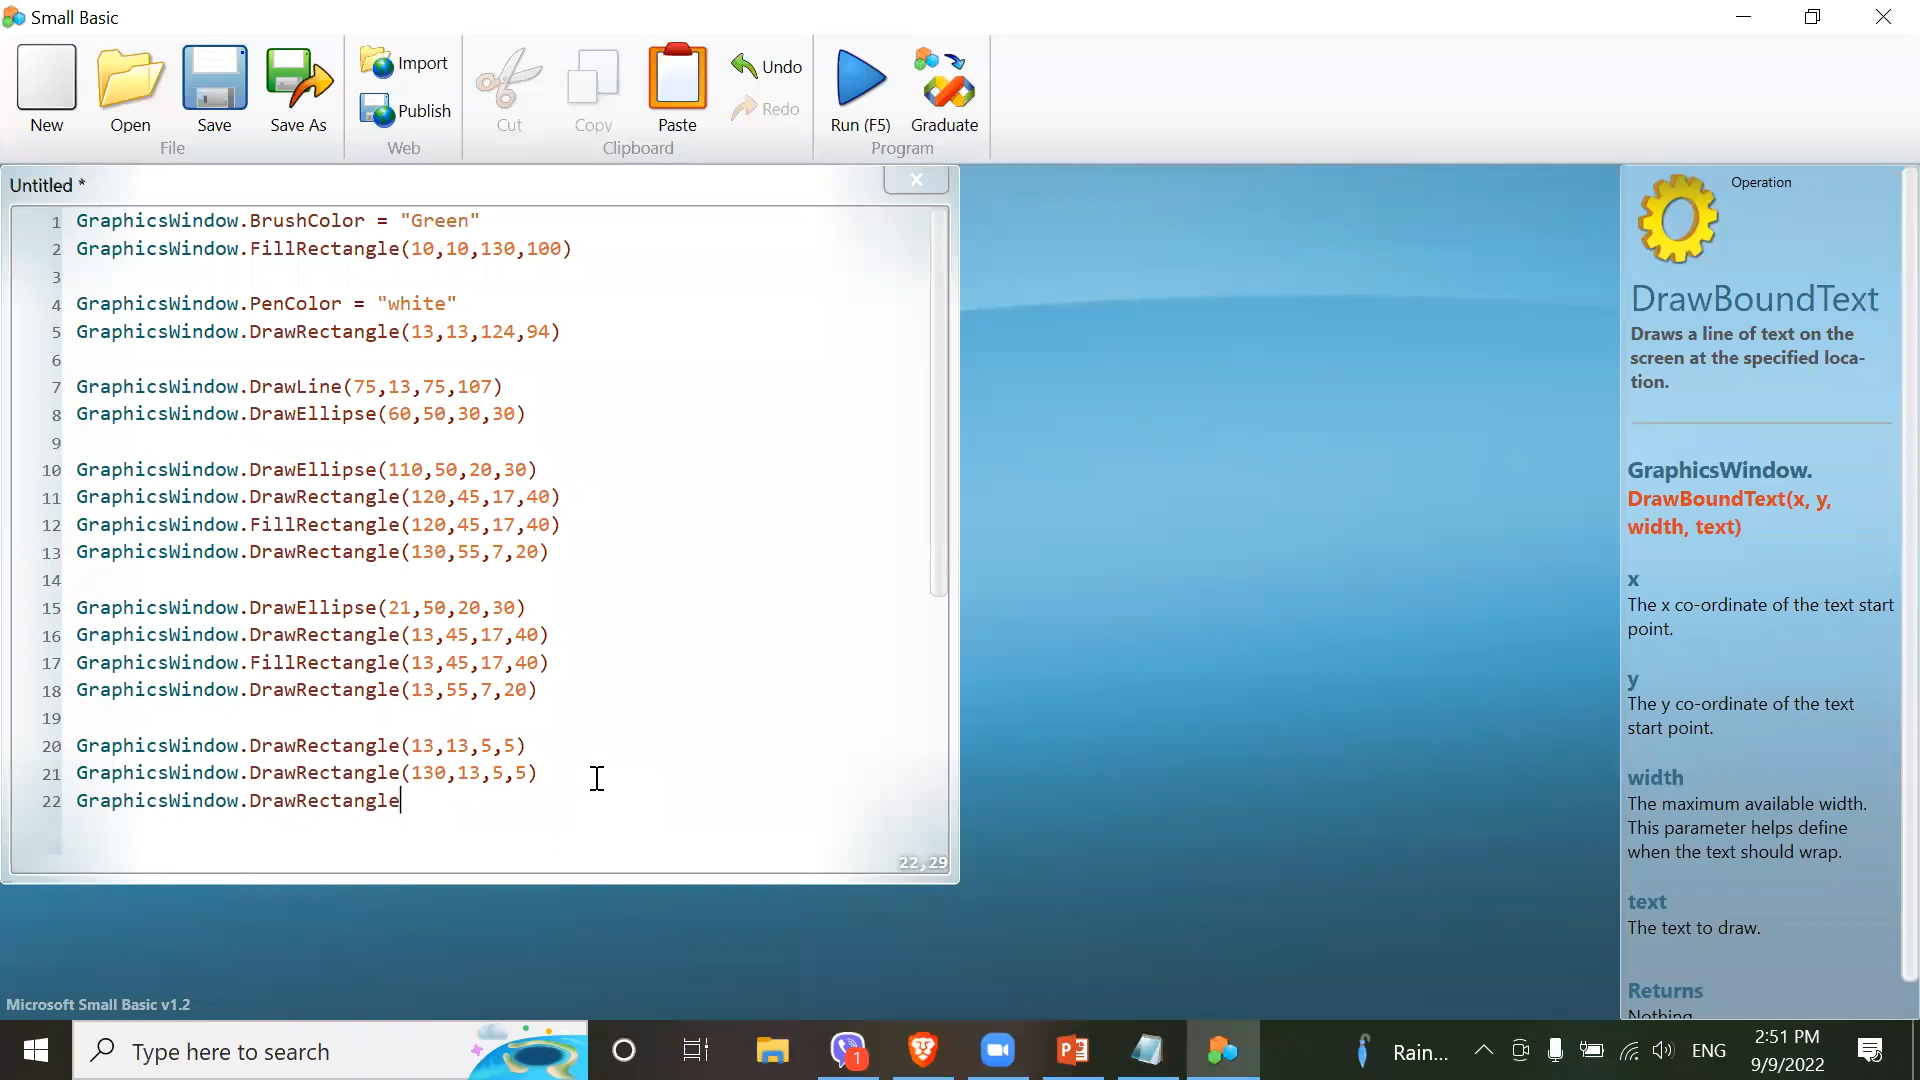 Small Basic
New
Open
Save
Save As
File
Import
Publish
Web
Cut
Copy
Paste
Undo
Redo
Clipboard
Run (F5)
Graduate
Program
Untitled *
1 GraphicsWindow.BrushColor = "Green"
2 GraphicsWindow.FillRectangle(10,10,130,100)
3
4 GraphicsWindow.PenColor = "white"
5 GraphicsWindow.DrawRectangle(13,13,124,94)
6
7 GraphicsWindow.DrawLine(75,13,75,107)
8 GraphicsWindow.DrawEllipse(60,50,30,30)
9
10 GraphicsWindow.DrawEllipse(110,50,20,30)
11 GraphicsWindow.DrawRectangle(120,45,17,40)
12 GraphicsWindow.FillRectangle(120,45,17,40)
13 GraphicsWindow.DrawRectangle(130,55,7,20)
14
15 GraphicsWindow.DrawEllipse(21,50,20,30)
16 GraphicsWindow.DrawRectangle(13,45,17,40)
17 GraphicsWindow.FillRectangle(13,45,17,40)
18 GraphicsWindow.DrawRectangle(13,55,7,20)
19
20 GraphicsWindow.DrawRectangle(13,13,5,5)
21 GraphicsWindow.DrawRectangle(130,13,5,5)
22 GraphicsWindow.DrawRectangle
22,29
Operation
DrawBoundText
Draws a line of text on the
screen at the specified loca-
tion.
GraphicsWindow.
DrawBoundText(x, y,
width, text)
x
The x co-ordinate of the text start
point.
y
The y co-ordinate of the text
start point.
width
The maximum available width.
This parameter helps define
when the text should wrap.
text
The text to draw.
Returns
Nothing
Microsoft Small Basic v1.2
Type here to search
1
Rain...
ENG
2:51 PM
9/9/2022